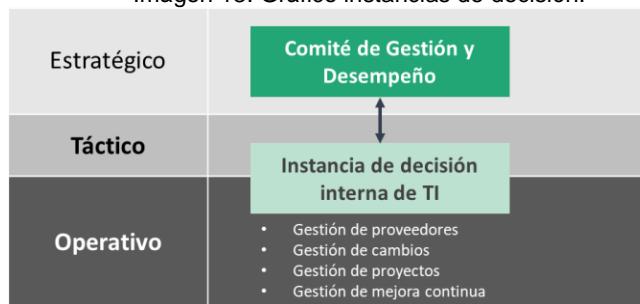 Estratégico
Comité de Gestión y
Desempeño
Táctico
Instancia de decisión
interna de TI
Operativo
• Gestión de proveedores
• Gestión de cambios
• Gestión de proyectos
• Gestión de mejora continua